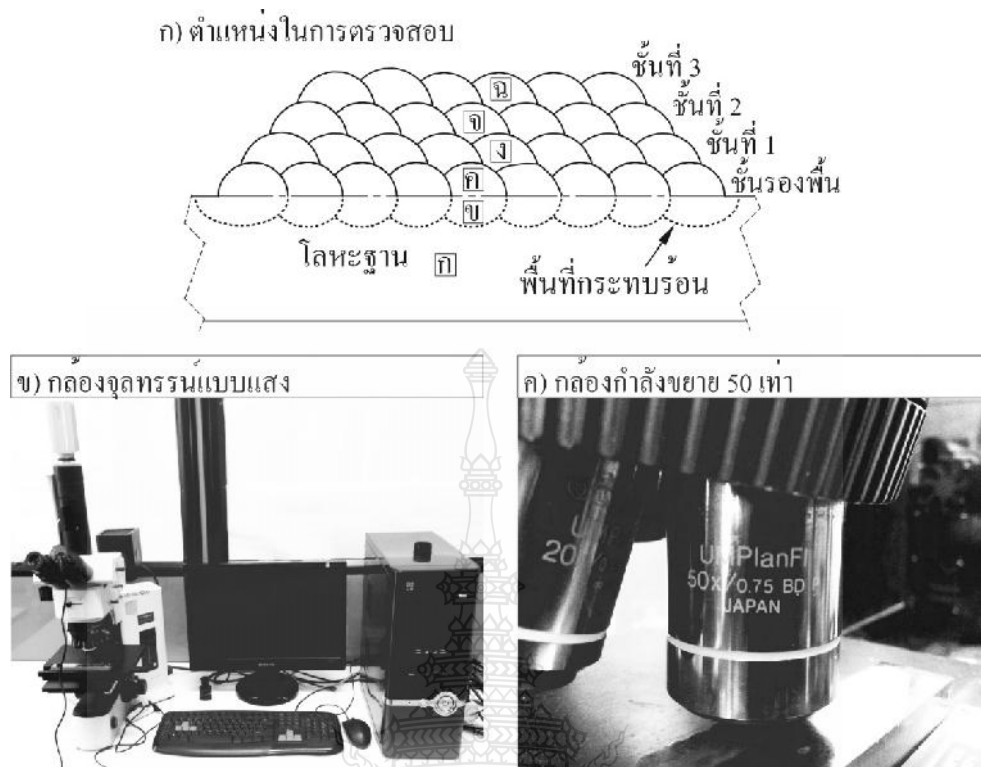 ก) ตำแหน่งในการตรวจสอบ
ชั้นที่ 3
ฉ
ชั้นที่ 2
จ
ชั้นที่ 1
ง
ชั้นรองพื้น
ค
ข
โลหะฐาน ก
พื้นที่กระทบร้อน
ข) กล้องจุลทรรน์แบบแสง
ค) กล้องกำลังขยาย 50 เท่า
20
UMPlanFl
50x/0.75 BD P
JAPAN